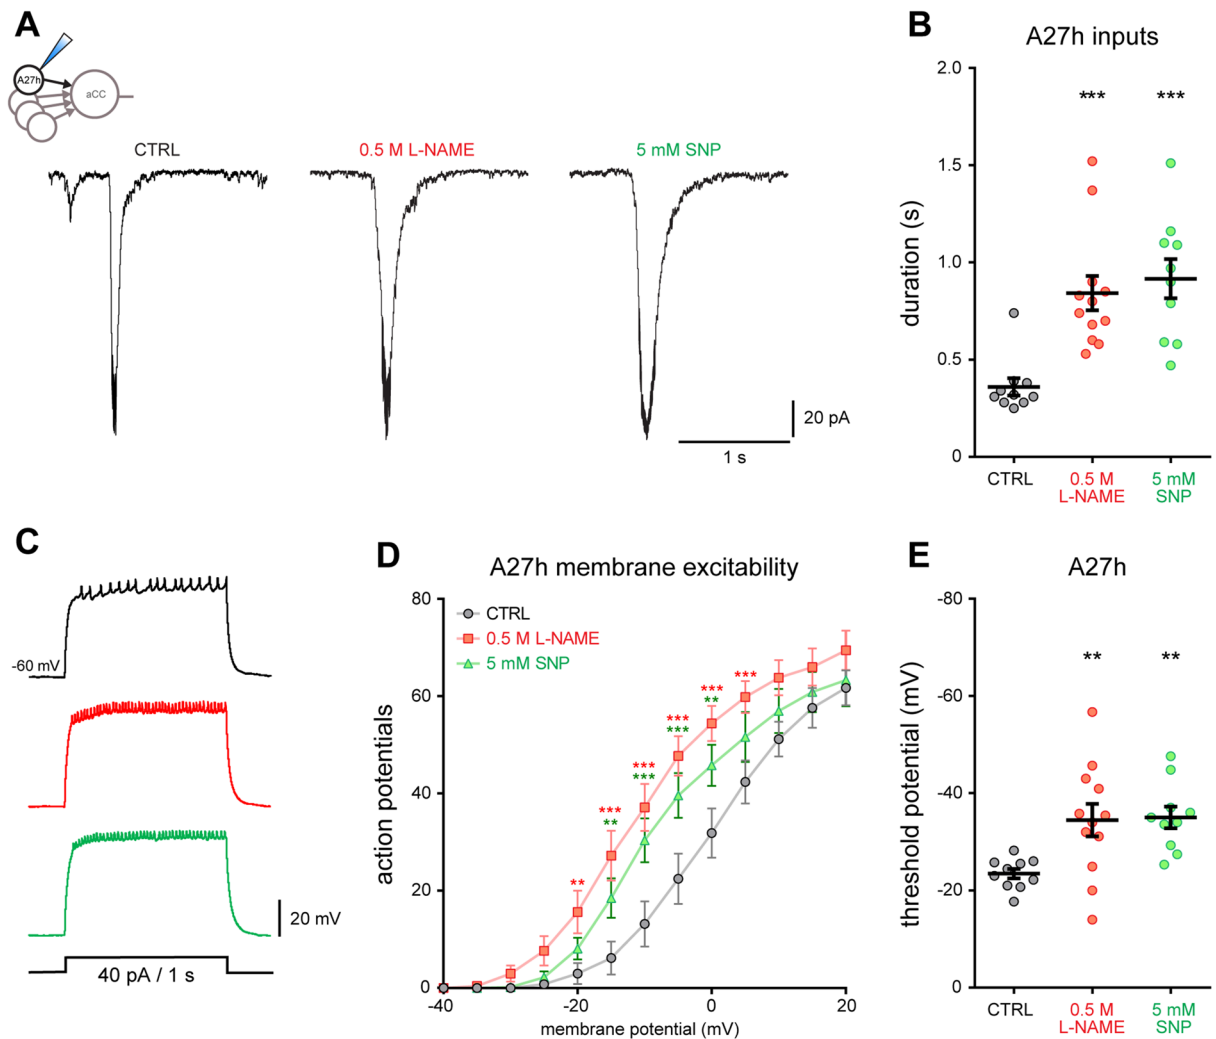 A
A27h
aCC
CTRL
0.5 M L-NAME
5 mM SNP
20 pA
1 s
B
A27h inputs
2.0
1.5
1.0
0.5
0
duration (s)
***
***
CTRL
0.5 M
L-NAME
5 mM
SNP
C
-60 mV
20 mV
40 pA / 1 s
D
A27h membrane excitability
CTRL
0.5 M L-NAME
5 mM SNP
80
60
40
20
0
action potentials
**
***
**
***
***
***
***
***
**
***
-40
-20
0
20
membrane potential (mV)
E
A27h
-80
-60
-40
-20
0
threshold potential (mV)
**
**
CTRL
0.5 M
L-NAME
5 mM
SNP